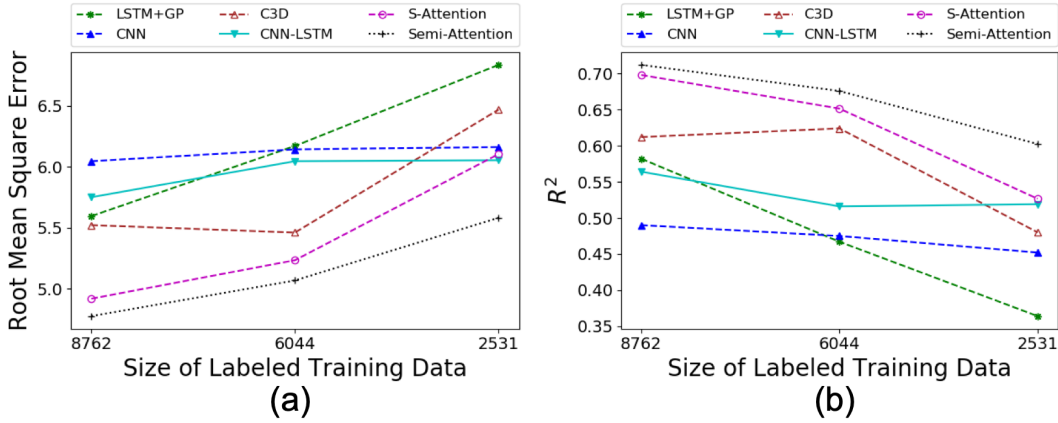 LSTM+GP C3D S-Attention
CNN CNN-LSTM Semi-Attention
Root Mean Square Error
6.5
6.0
5.5
5.0
8762 6044 2531
Size of Labeled Training Data
(a)
LSTM+GP C3D S-Attention
CNN CNN-LSTM Semi-Attention
R²
0.70
0.65
0.60
0.55
0.50
0.45
0.40
0.35
8762 6044 2531
Size of Labeled Training Data
(b)